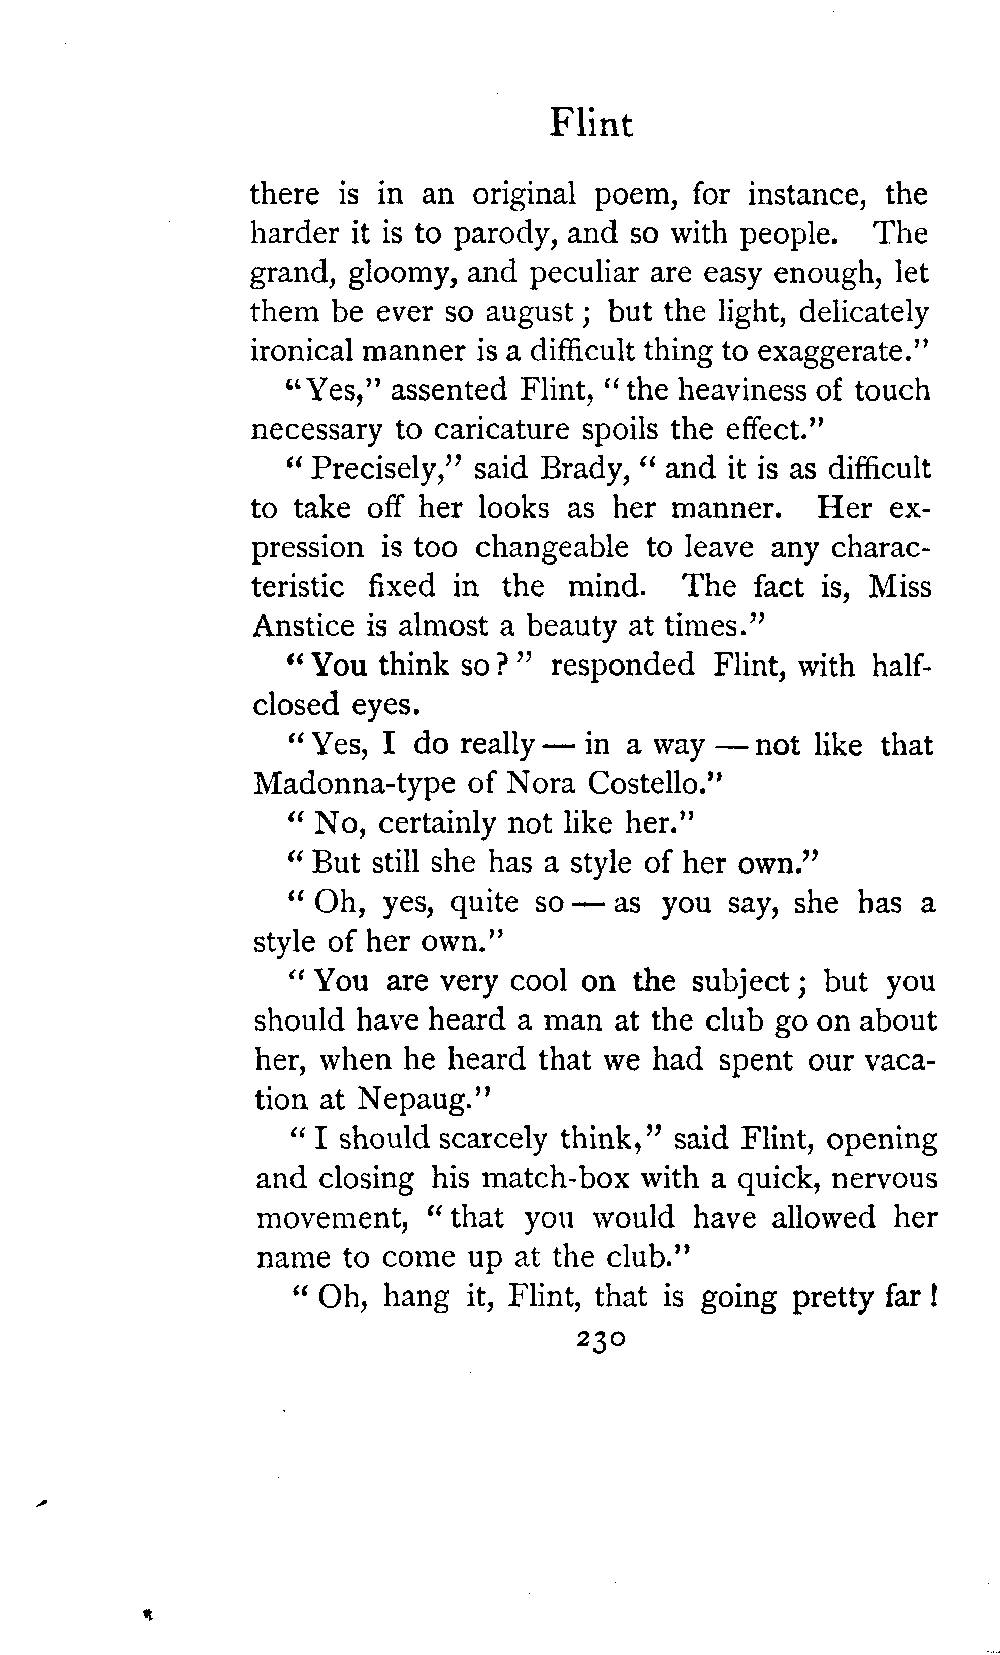 Flint
there is in an original poem, for instance, the
harder it is to parody, and so with people. The
grand, gloomy, and peculiar are easy enough, let
them be ever so august; but the light, delicately
ironical manner is a difficult thing to exaggerate."
"Yes," assented Flint, "the heaviness of touch
necessary to caricature spoils the effect."
"Precisely," said Brady, "and it is as difficult
to take off her looks as her manner. Her ex-
pression is too changeable to leave any charac-
teristic fixed in the mind. The fact is, Miss
Anstice is almost a beauty at times."
"You think so?" responded Flint, with half-
closed eyes.
"Yes, I do really — in a way — not like that
Madonna-type of Nora Costello."
"No, certainly not like her."
"But still she has a style of her own."
"Oh, yes, quite so — as you say, she has a
style of her own."
"You are very cool on the subject; but you
should have heard a man at the club go on about
her, when he heard that we had spent our vaca-
tion at Nepaug."
"I should scarcely think," said Flint, opening
and closing his match-box with a quick, nervous
movement, "that you would have allowed her
name to come up at the club."
"Oh, hang it, Flint, that is going pretty far!
230